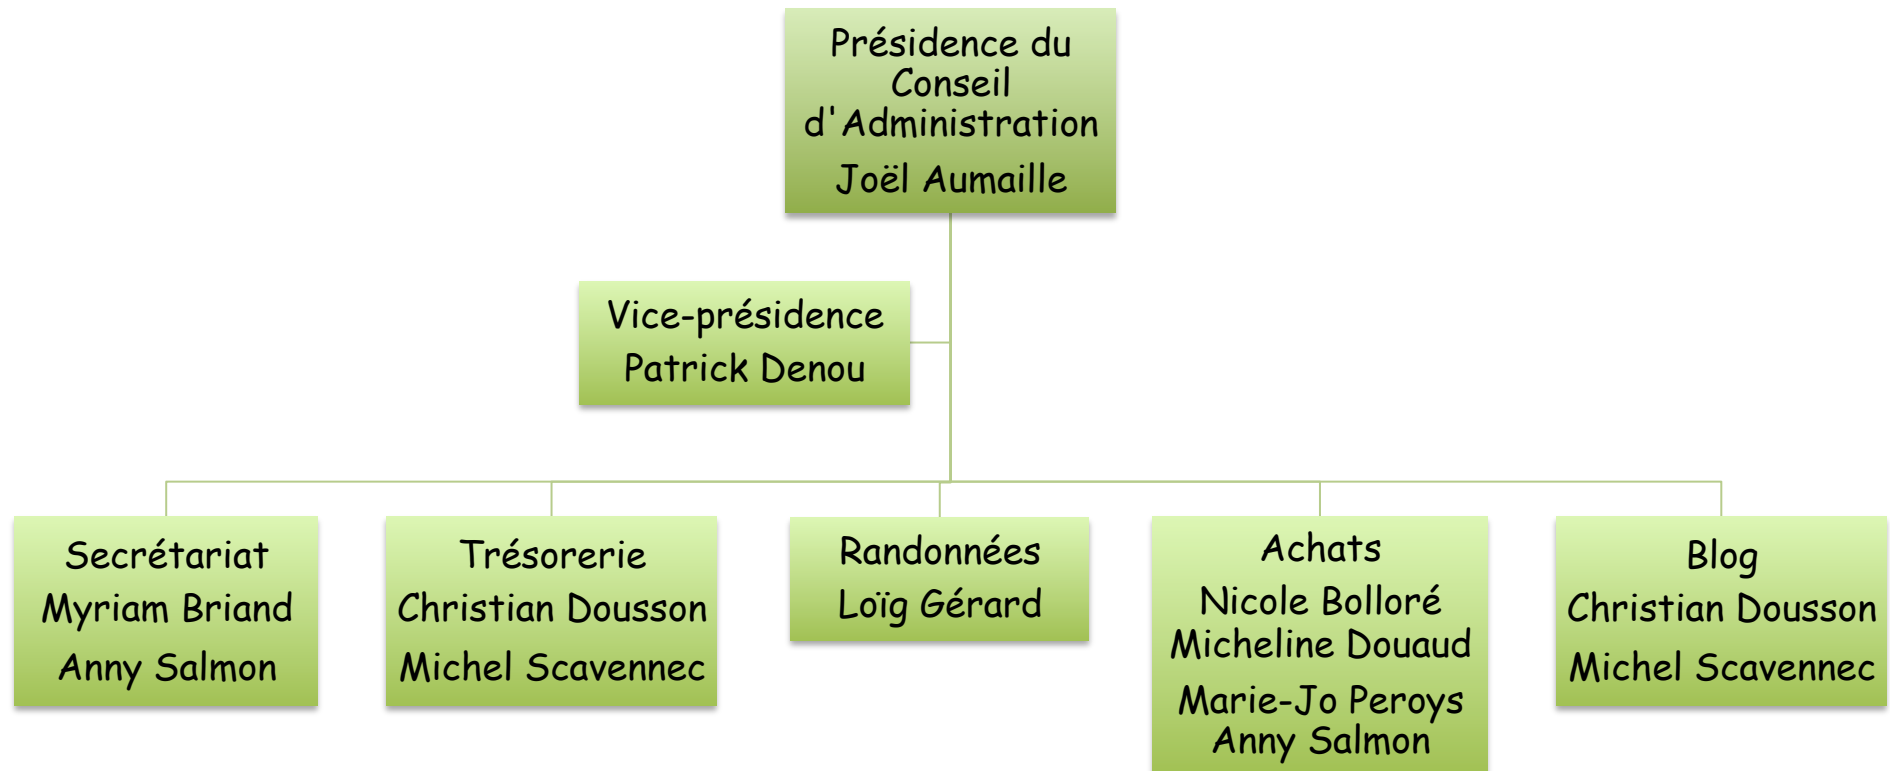 Présidence du
Conseil
d'Administration
Joël Aumaille
Vice-présidence
Patrick Denou
Secrétariat
Myriam Briand
Anny Salmon
Trésorerie
Christian Dousson
Michel Scavennec
Randonnées
Loïg Gérard
Achats
Nicole Bolloré
Micheline Douaud
Marie-Jo Peroys
Anny Salmon
Blog
Christian Dousson
Michel Scavennec